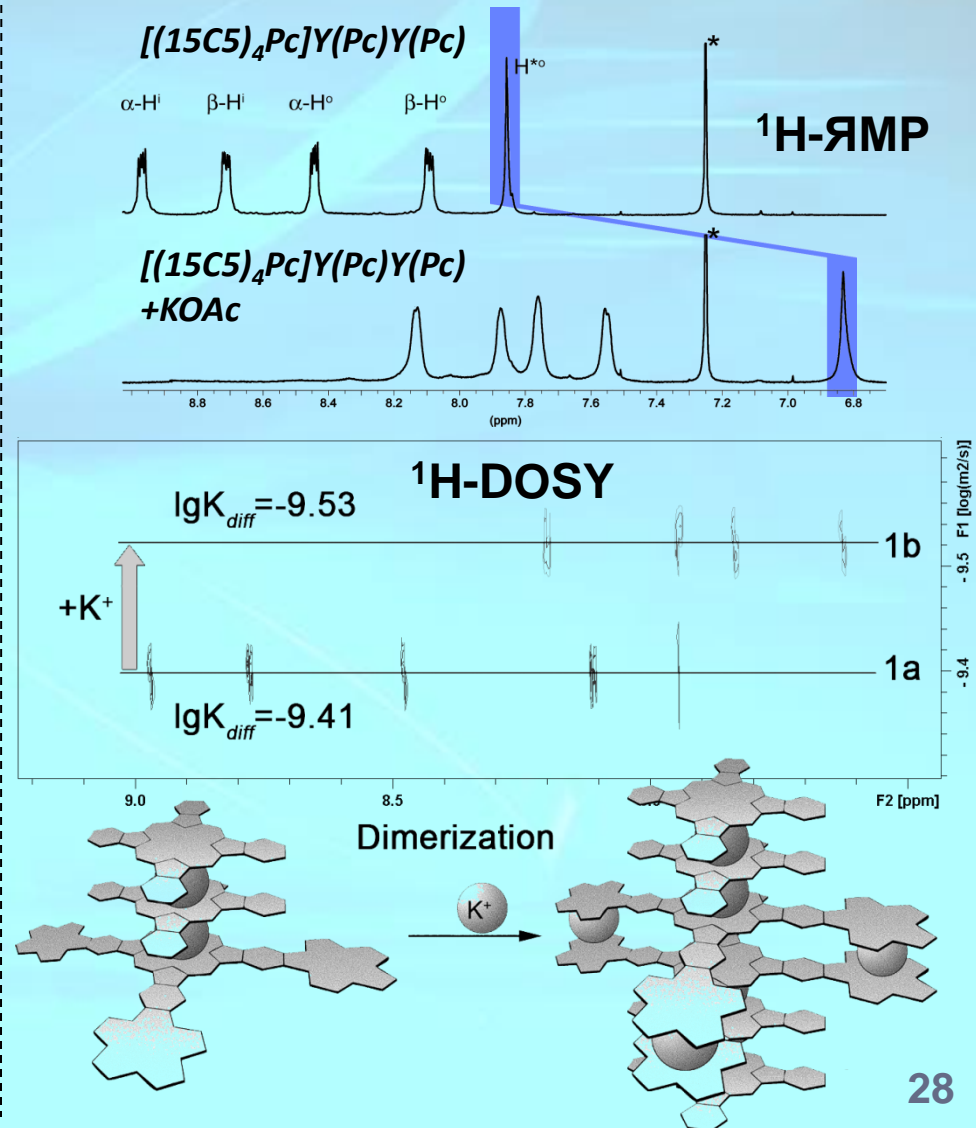 [(15C5)₄Pc]Y(Pc)Y(Pc)
α-Hⁱ β-Hⁱ α-Hᵒ β-Hᵒ H*ᵒ *
¹H-ЯМР
[(15C5)₄Pc]Y(Pc)Y(Pc)
+KOAc
*
8.8 8.6 8.4 8.2 8.0 7.8 7.6 7.4 7.2 7.0 6.8
(ppm)
¹H-DOSY
lgK_diff=-9.53
1b
+K⁺
1a
lgK_diff=-9.41
F1 [log(m2/s)]
- 9.5
- 9.4
9.0 8.5 F2 [ppm]
Dimerization
K⁺
28